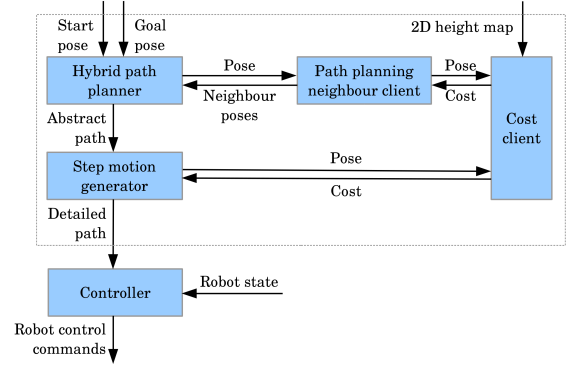 Start
pose
Goal
pose
2D height map
Hybrid path
planner
Pose
Neighbour
poses
Path planning
neighbour client
Pose
Cost
Cost
client
Abstract
path
Step motion
generator
Pose
Cost
Detailed
path
Controller
Robot state
Robot control
commands